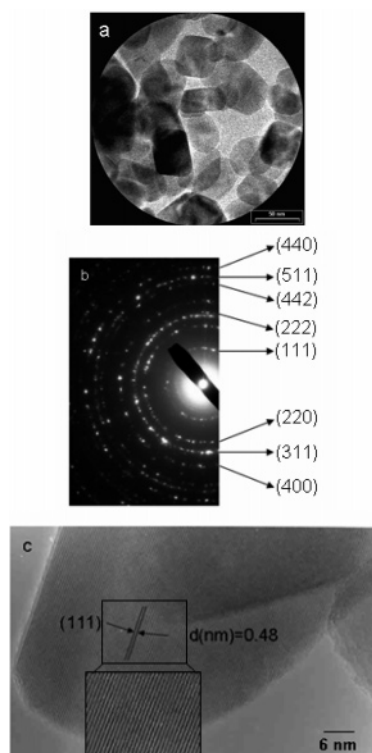 a
50 nm
b
(440)
(511)
(442)
(222)
(111)
(220)
(311)
(400)
c
(111)
d(nm)=0.48
6 nm